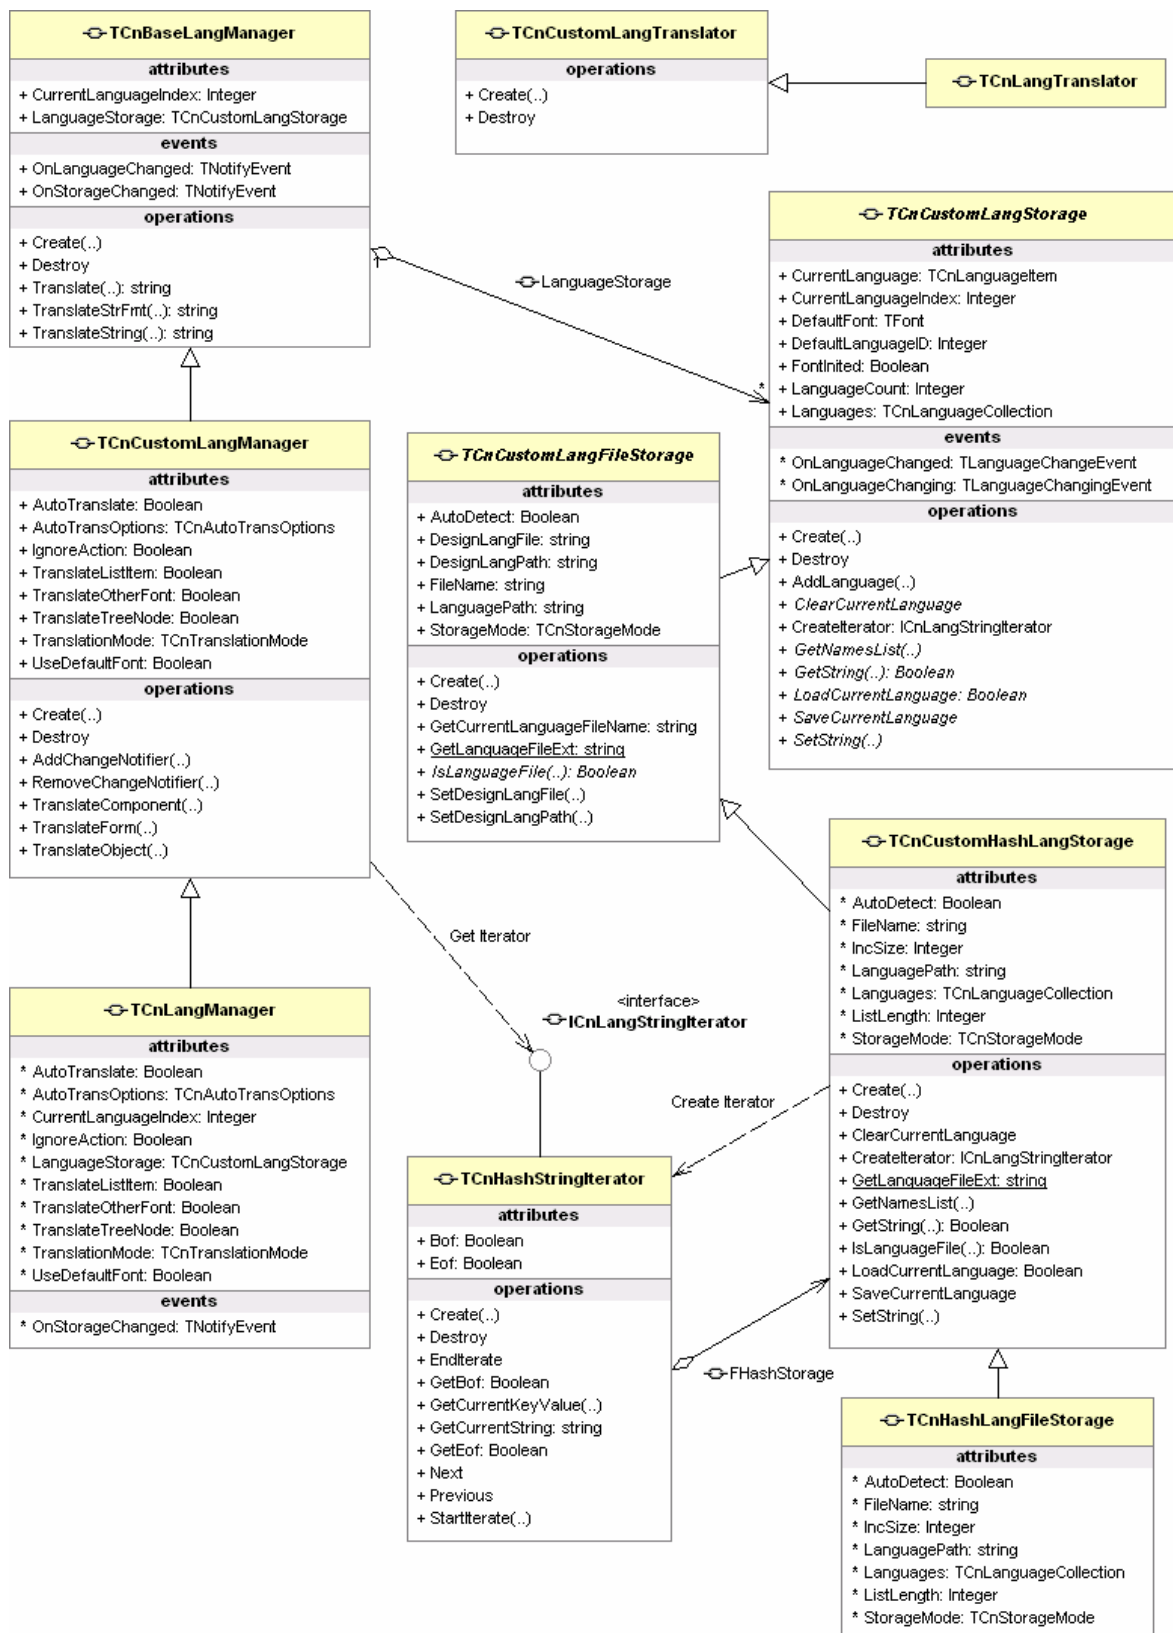 TCnBaseLangManager
attributes
+ CurrentLanguageIndex: Integer
+ LanguageStorage: TCnCustomLangStorage
events
+ OnLanguageChanged: TNotifyEvent
+ OnStorageChanged: TNotifyEvent
operations
+ Create(..)
+ Destroy
+ Translate(..): string
+ TranslateStrFmt(..): string
+ TranslateString(..): string
TCnCustomLangTranslator
operations
+ Create(..)
+ Destroy
TCnLangTranslator
1
LanguageStorage
*
TCnCustomLangStorage
attributes
+ CurrentLanguage: TCnLanguageItem
+ CurrentLanguageIndex: Integer
+ DefaultFont: TFont
+ DefaultLanguageID: Integer
+ FontInited: Boolean
+ LanguageCount: Integer
+ Languages: TCnLanguageCollection
events
* OnLanguageChanged: TLanguageChangeEvent
* OnLanguageChanging: TLanguageChangingEvent
operations
+ Create(..)
+ Destroy
+ AddLanguage(..)
+ ClearCurrentLanguage
+ CreateIterator: ICnLangStringIterator
+ GetNamesList(..)
+ GetString(..): Boolean
+ LoadCurrentLanguage: Boolean
+ SaveCurrentLanguage
+ SetString(..)
TCnCustomLangManager
attributes
+ AutoTranslate: Boolean
+ AutoTransOptions: TCnAutoTransOptions
+ IgnoreAction: Boolean
+ TranslateListItem: Boolean
+ TranslateOtherFont: Boolean
+ TranslateTreeNode: Boolean
+ TranslationMode: TCnTranslationMode
+ UseDefaultFont: Boolean
operations
+ Create(..)
+ Destroy
+ AddChangeNotifier(..)
+ RemoveChangeNotifier(..)
+ TranslateComponent(..)
+ TranslateForm(..)
+ TranslateObject(..)
TCnCustomLangFileStorage
attributes
+ AutoDetect: Boolean
+ DesignLangFile: string
+ DesignLangPath: string
+ FileName: string
+ LanguagePath: string
+ StorageMode: TCnStorageMode
operations
+ Create(..)
+ Destroy
+ GetCurrentLanguageFileName: string
+ GetLanguageFileExt: string
+ IsLanguageFile(..): Boolean
+ SetDesignLangFile(..)
+ SetDesignLangPath(..)
TCnCustomHashLangStorage
attributes
* AutoDetect: Boolean
* FileName: string
* IncSize: Integer
* LanguagePath: string
* Languages: TCnLanguageCollection
* ListLength: Integer
* StorageMode: TCnStorageMode
operations
+ Create(..)
+ Destroy
+ ClearCurrentLanguage
+ CreateIterator: ICnLangStringIterator
+ GetLanguageFileExt: string
+ GetNamesList(..)
+ GetString(..): Boolean
+ IsLanguageFile(..): Boolean
+ LoadCurrentLanguage: Boolean
+ SaveCurrentLanguage
+ SetString(..)
Get Iterator
<interface>
ICnLangStringIterator
Create Iterator
TCnLangManager
attributes
* AutoTranslate: Boolean
* AutoTransOptions: TCnAutoTransOptions
* CurrentLanguageIndex: Integer
* IgnoreAction: Boolean
* LanguageStorage: TCnCustomLangStorage
* TranslateListItem: Boolean
* TranslateOtherFont: Boolean
* TranslateTreeNode: Boolean
* TranslationMode: TCnTranslationMode
* UseDefaultFont: Boolean
events
* OnStorageChanged: TNotifyEvent
TCnHashStringIterator
attributes
+ Bof: Boolean
+ Eof: Boolean
operations
+ Create(..)
+ Destroy
+ EndIterate
+ GetBof: Boolean
+ GetCurrentKeyValue(..)
+ GetCurrentString: string
+ GetEof: Boolean
+ Next
+ Previous
+ StartIterate(..)
FHashStorage
TCnHashLangFileStorage
attributes
* AutoDetect: Boolean
* FileName: string
* IncSize: Integer
* LanguagePath: string
* Languages: TCnLanguageCollection
* ListLength: Integer
* StorageMode: TCnStorageMode